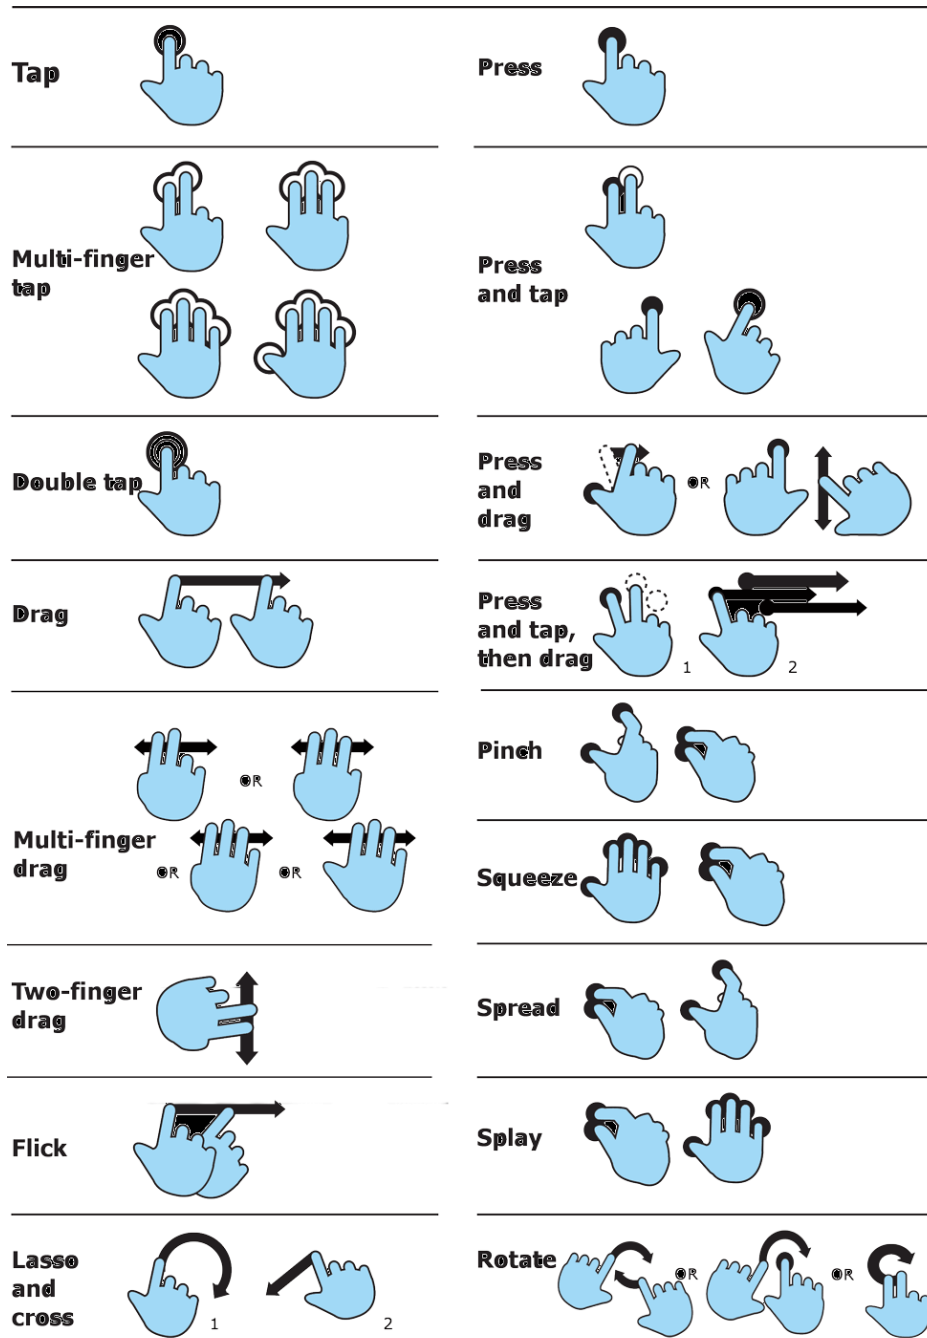 Tap
Multi-finger
tap
Double tap
Drag
OR
Multi-finger
drag
OR
OR
Two-finger
drag
Flick
Lasso
and
cross
1
2
Press
Press
and tap
Press
and
drag
OR
Press
and tap,
then drag
1
2
Pinch
Squeeze
Spread
Splay
Rotate
OR
OR